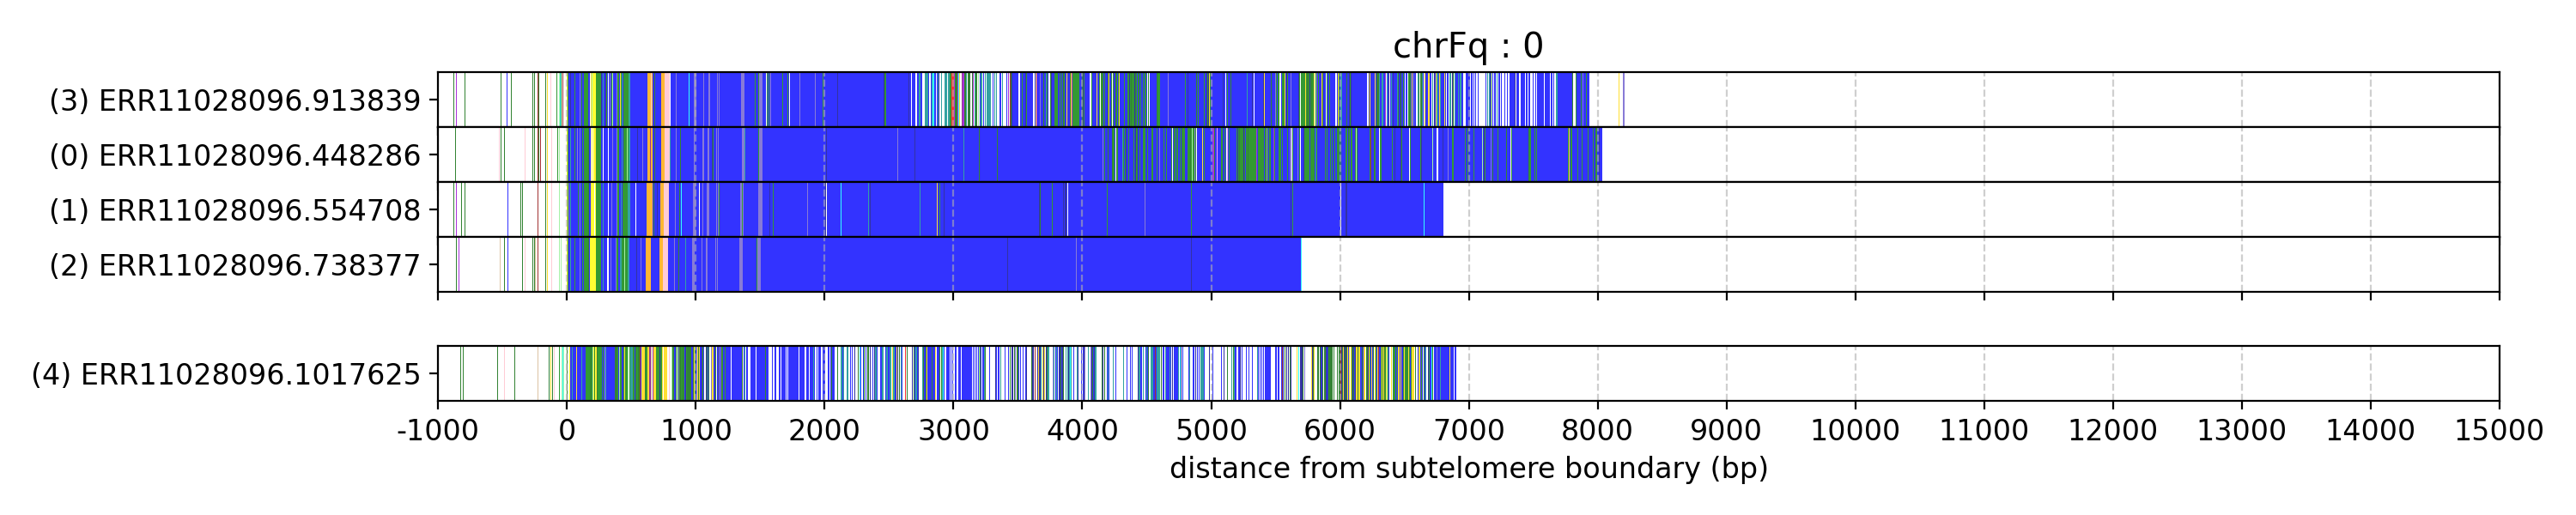 chrFq : 0
(3) ERR11028096.913839
(0) ERR11028096.448286
(1) ERR11028096.554708
(2) ERR11028096.738377
(4) ERR11028096.1017625
-1000 0 1000 2000 3000 4000 5000 6000 7000 8000 9000 10000 11000 12000 13000 14000 15000
distance from subtelomere boundary (bp)